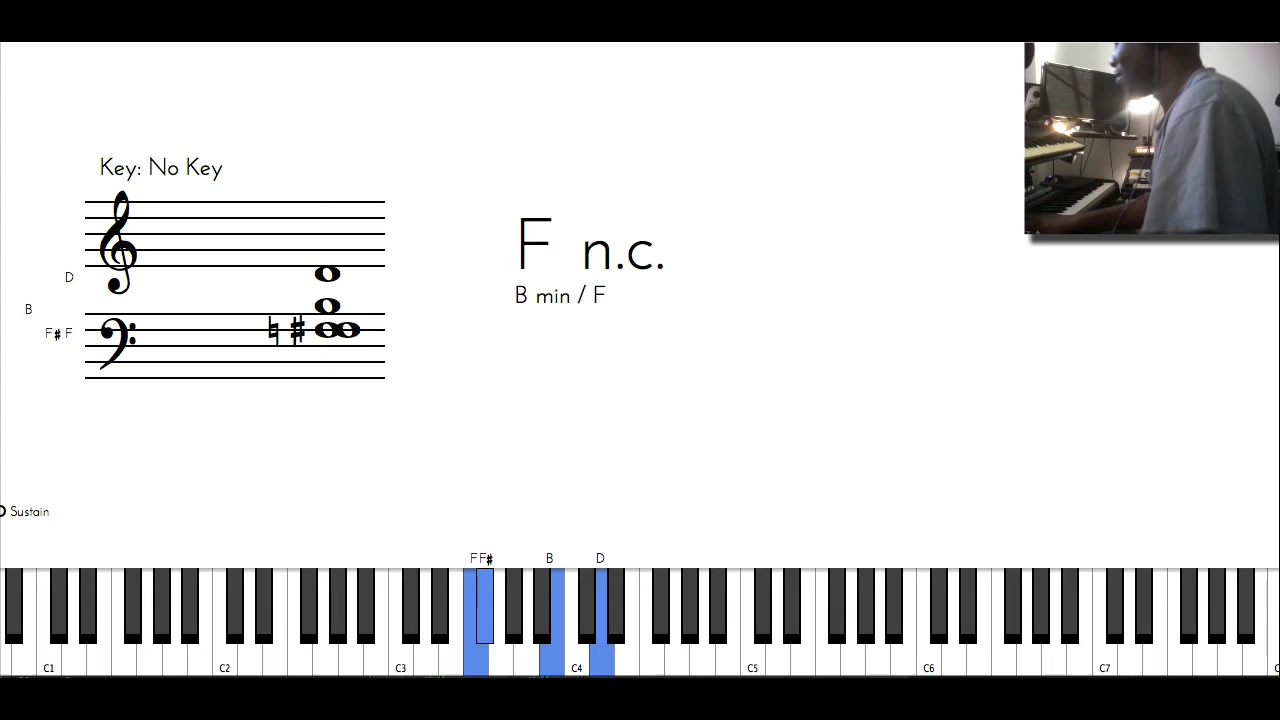 Key: No Key
F n.c.
B min / F
D
B
F# F
Sustain
F F# B D
C1 C2 C3 C4 C5 C6 C7